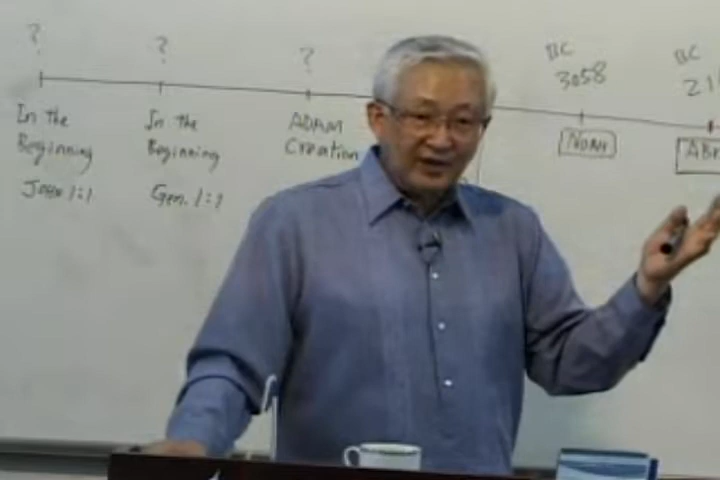 ?
?
?
BC
3058
BC
In the
Beginning
John 1:1
In the
Beginning
Gen. 1:1
ADAM
Creation
NOAH